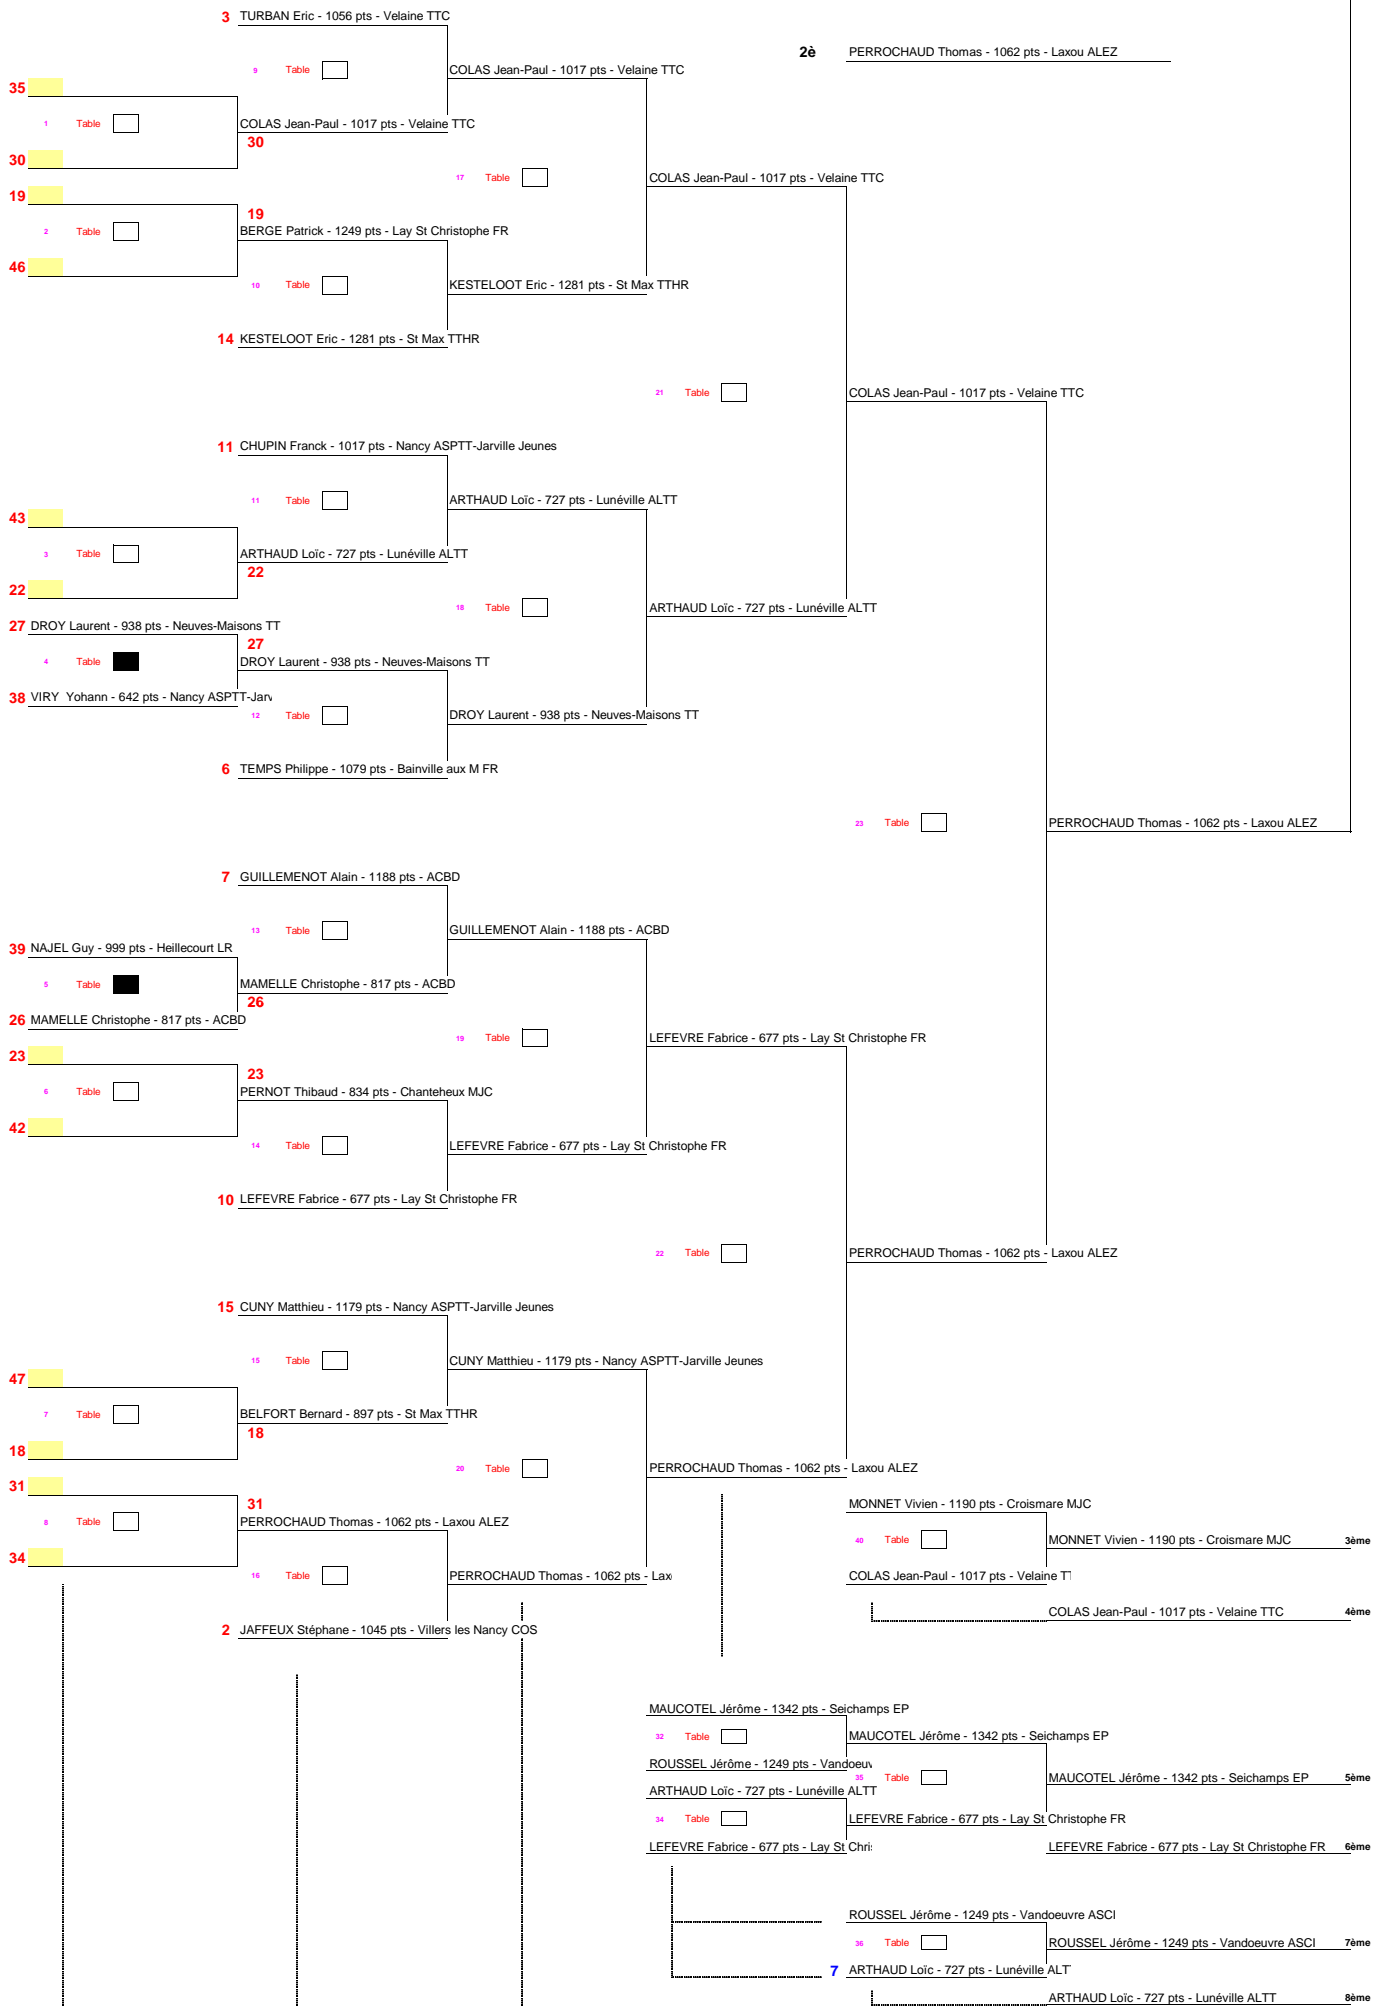 3 TURBAN Eric - 1056 pts - Velaine TTC
2è PERROCHAUD Thomas - 1062 pts - Laxou ALEZ
9 Table
COLAS Jean-Paul - 1017 pts - Velaine TTC
35
1 Table
COLAS Jean-Paul - 1017 pts - Velaine TTC
30
30
17 Table
COLAS Jean-Paul - 1017 pts - Velaine TTC
19
19
2 Table
BERGE Patrick - 1249 pts - Lay St Christophe FR
46
10 Table
KESTELOOT Eric - 1281 pts - St Max TTHR
14 KESTELOOT Eric - 1281 pts - St Max TTHR
21 Table
COLAS Jean-Paul - 1017 pts - Velaine TTC
11 CHUPIN Franck - 1017 pts - Nancy ASPTT-Jarville Jeunes
11 Table
ARTHAUD Loïc - 727 pts - Lunéville ALTT
43
3 Table
ARTHAUD Loïc - 727 pts - Lunéville ALTT
22
22
18 Table
ARTHAUD Loïc - 727 pts - Lunéville ALTT
27 DROY Laurent - 938 pts - Neuves-Maisons TT
27
4 Table
DROY Laurent - 938 pts - Neuves-Maisons TT
38 VIRY  Yohann - 642 pts - Nancy ASPTT-Jarv
12 Table
DROY Laurent - 938 pts - Neuves-Maisons TT
6 TEMPS Philippe - 1079 pts - Bainville aux M FR
23 Table
PERROCHAUD Thomas - 1062 pts - Laxou ALEZ
7 GUILLEMENOT Alain - 1188 pts - ACBD
13 Table
GUILLEMENOT Alain - 1188 pts - ACBD
39 NAJEL Guy - 999 pts - Heillecourt LR
5 Table
MAMELLE Christophe - 817 pts - ACBD
26
26 MAMELLE Christophe - 817 pts - ACBD
19 Table
LEFEVRE Fabrice - 677 pts - Lay St Christophe FR
23
23
6 Table
PERNOT Thibaud - 834 pts - Chanteheux MJC
42
14 Table
LEFEVRE Fabrice - 677 pts - Lay St Christophe FR
10 LEFEVRE Fabrice - 677 pts - Lay St Christophe FR
22 Table
PERROCHAUD Thomas - 1062 pts - Laxou ALEZ
15 CUNY Matthieu - 1179 pts - Nancy ASPTT-Jarville Jeunes
15 Table
CUNY Matthieu - 1179 pts - Nancy ASPTT-Jarville Jeunes
47
7 Table
BELFORT Bernard - 897 pts - St Max TTHR
18
18
20 Table
PERROCHAUD Thomas - 1062 pts - Laxou ALEZ
31
31
8 Table
PERROCHAUD Thomas - 1062 pts - Laxou ALEZ
34
16 Table
PERROCHAUD Thomas - 1062 pts - Lax
2 JAFFEUX Stéphane - 1045 pts - Villers les Nancy COS
MONNET Vivien - 1190 pts - Croismare MJC
40 Table
MONNET Vivien - 1190 pts - Croismare MJC 3ème
COLAS Jean-Paul - 1017 pts - Velaine TT
COLAS Jean-Paul - 1017 pts - Velaine TTC 4ème
MAUCOTEL Jérôme - 1342 pts - Seichamps EP
32 Table
MAUCOTEL Jérôme - 1342 pts - Seichamps EP
ROUSSEL Jérôme - 1249 pts - Vandoeuv
35 Table
MAUCOTEL Jérôme - 1342 pts - Seichamps EP 5ème
ARTHAUD Loïc - 727 pts - Lunéville ALTT
34 Table
LEFEVRE Fabrice - 677 pts - Lay St Christophe FR
LEFEVRE Fabrice - 677 pts - Lay St Chris
LEFEVRE Fabrice - 677 pts - Lay St Christophe FR 6ème
ROUSSEL Jérôme - 1249 pts - Vandoeuvre ASCI
36 Table
ROUSSEL Jérôme - 1249 pts - Vandoeuvre ASCI 7ème
7 ARTHAUD Loïc - 727 pts - Lunéville ALT
ARTHAUD Loïc - 727 pts - Lunéville ALTT 8ème